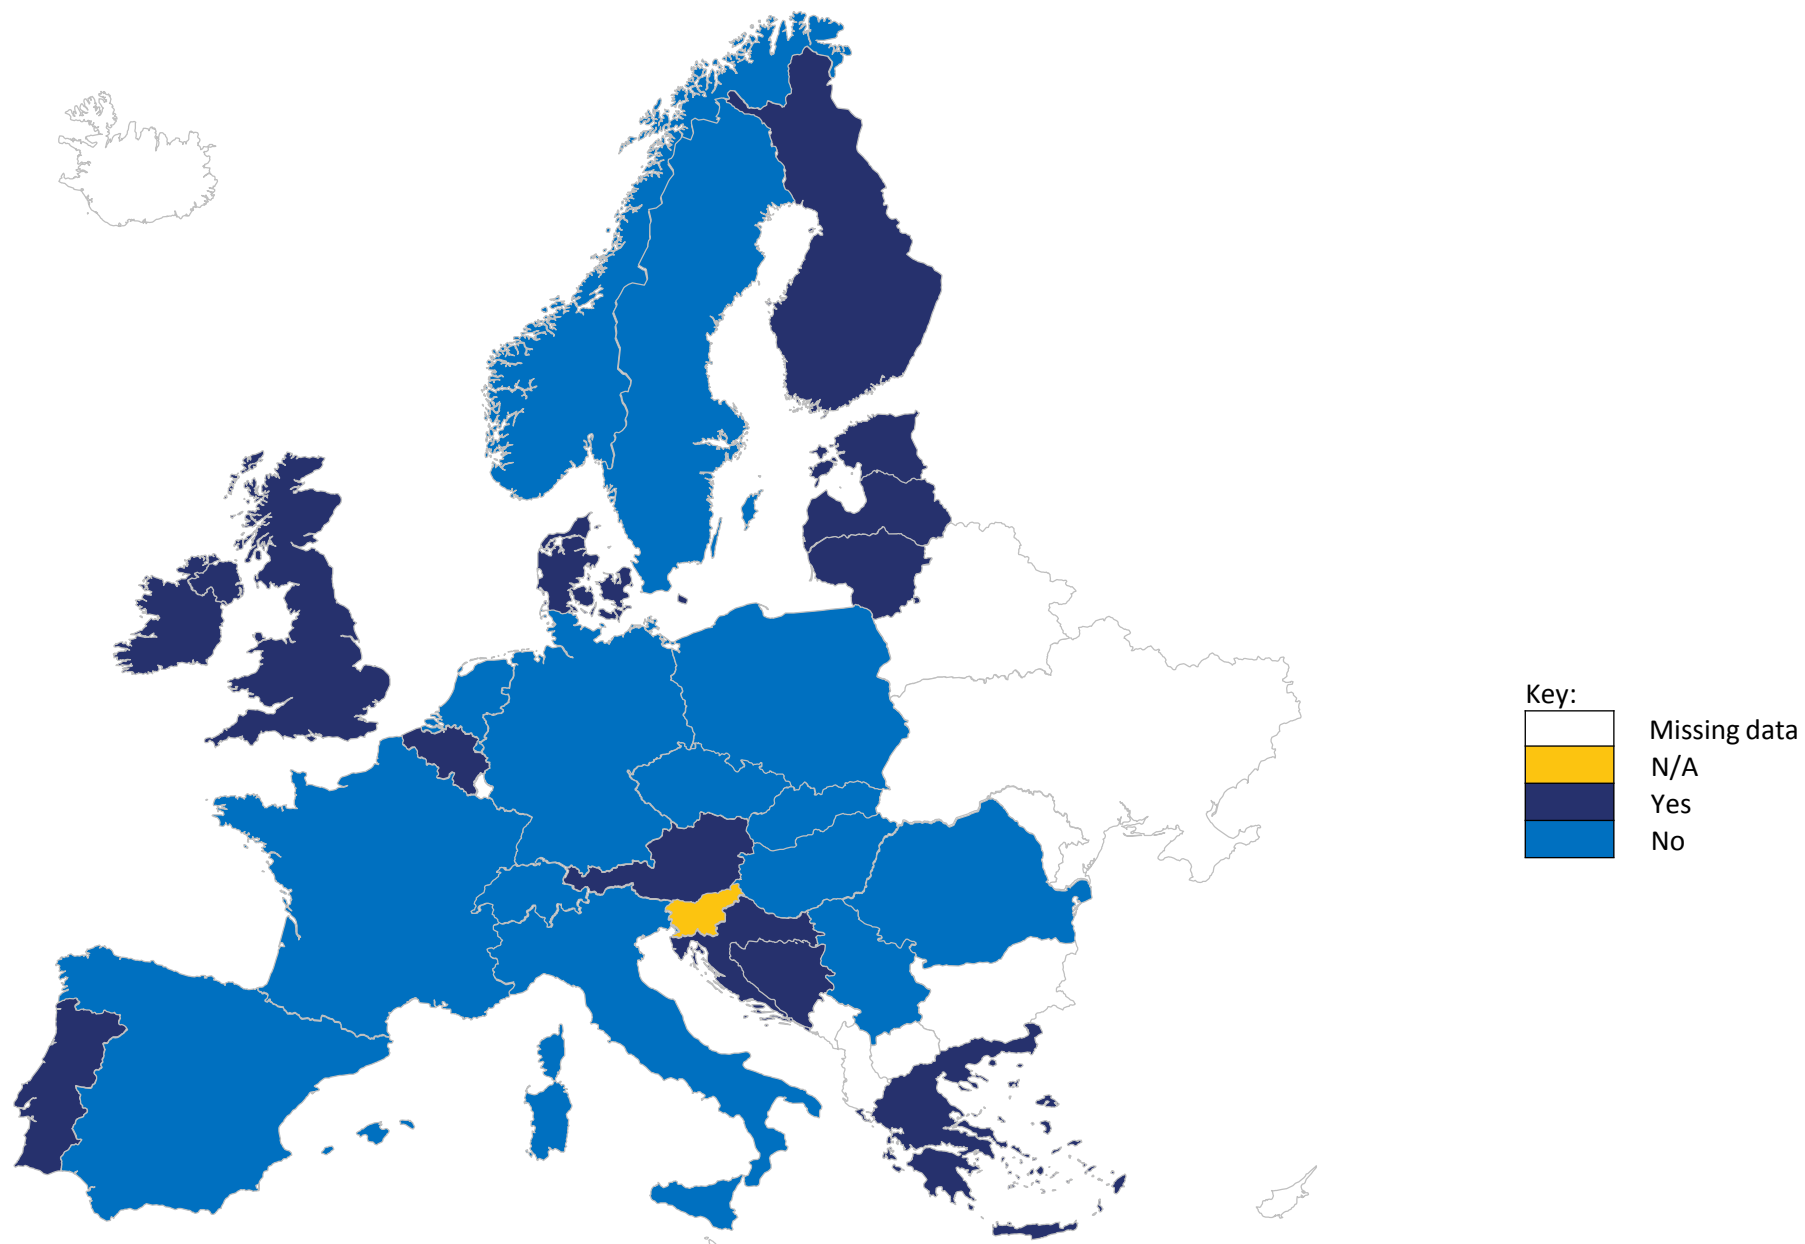 Key:
Missing data
N/A
Yes
No